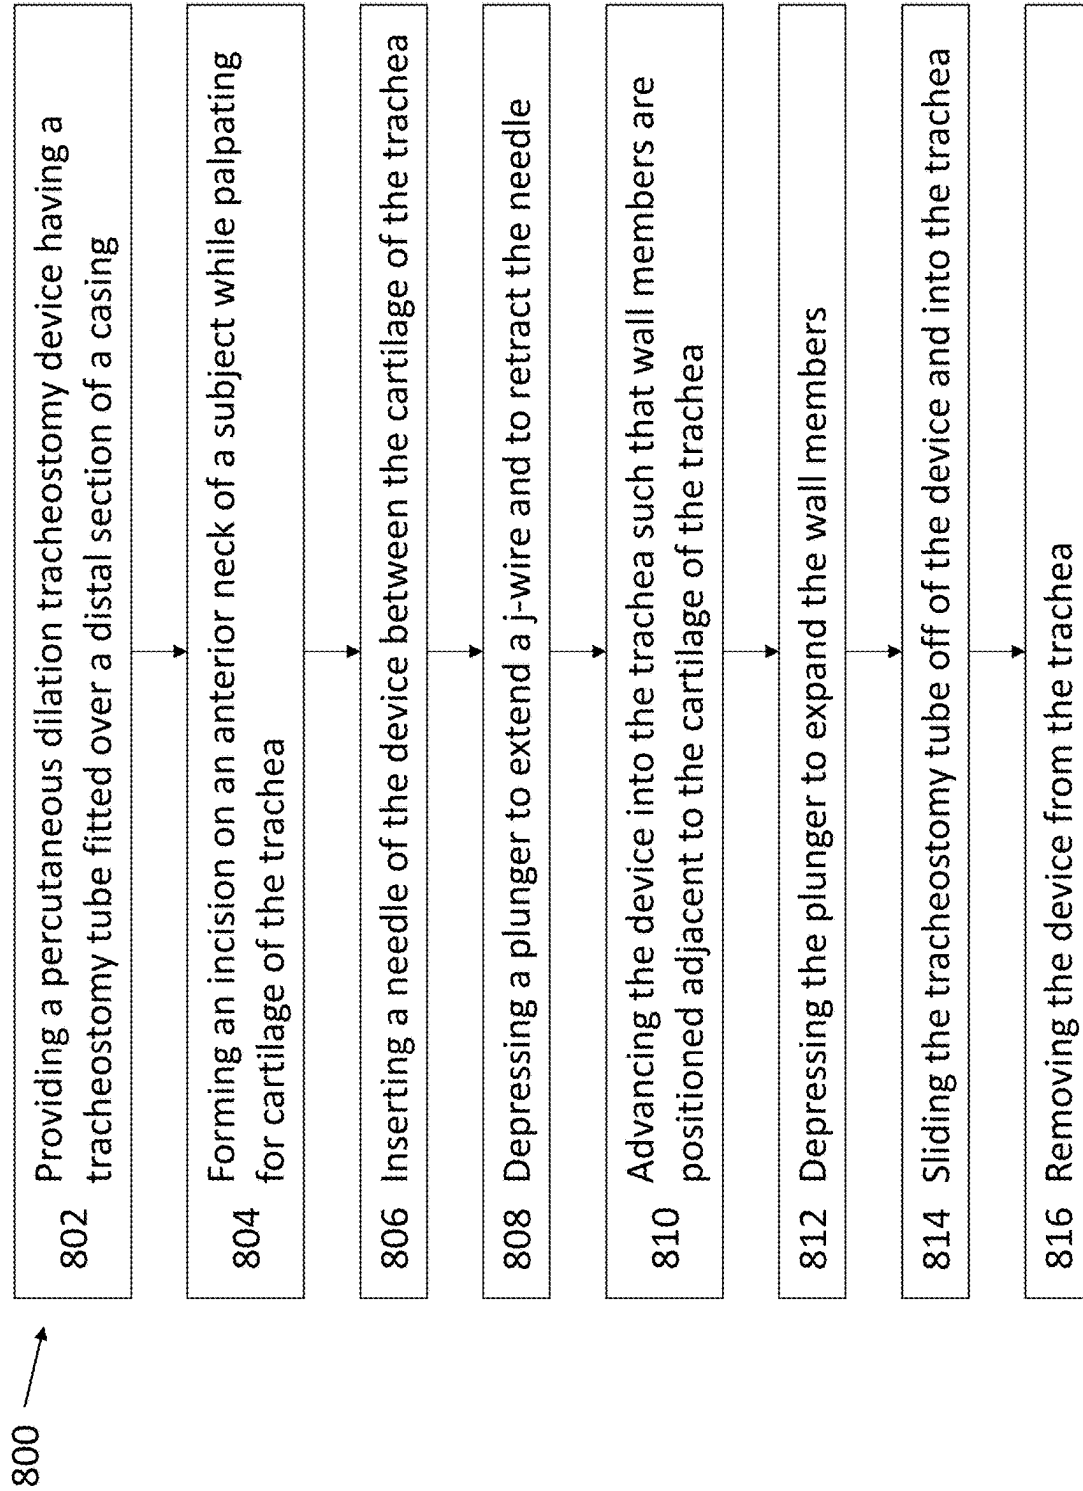 800
802 Providing a percutaneous dilation tracheostomy device having a
tracheostomy tube fitted over a distal section of a casing
804 Forming an incision on an anterior neck of a subject while palpating
for cartilage of the trachea
806 Inserting a needle of the device between the cartilage of the trachea
808 Depressing a plunger to extend a j-wire and to retract the needle
810 Advancing the device into the trachea such that wall members are
positioned adjacent to the cartilage of the trachea
812 Depressing the plunger to expand the wall members
814 Sliding the tracheostomy tube off of the device and into the trachea
816 Removing the device from the trachea